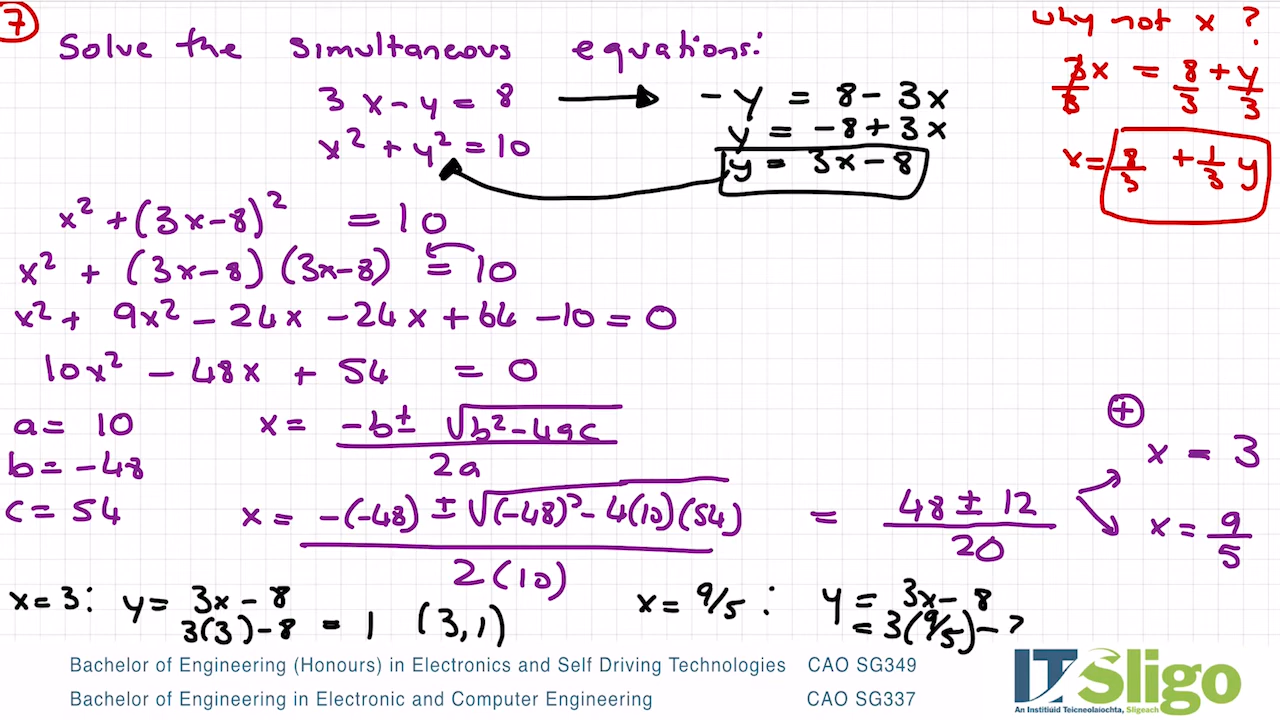 7
Solve the simultaneous equations:
3x - y = 8
x² + y² = 10
-y = 8 - 3x
y = -8 + 3x
y = 3x - 8
why not x ?
3x/3 = 8/3 + y/3
x = 8/3 + 1/3 y
x² + (3x-8)² = 10
x² + (3x-8)(3x-8) = 10
x² + 9x² - 24x - 24x + 64 - 10 = 0
10x² - 48x + 54 = 0
a = 10
b = -48
c = 54
x = (-b ± √(b² - 4ac))/2a
x = (-(-48) ± √((-48)² - 4(10)(54)))/2(10) = (48 ± 12)/20
⊕
x = 3
x = 9/5
x=3: y = 3x - 8
3(3) - 8 = 1 (3,1)
x = 9/5 : y = 3x - 8
= 3(9/5) -
Bachelor of Engineering (Honours) in Electronics and Self Driving Technologies CAO SG349
Bachelor of Engineering in Electronic and Computer Engineering CAO SG337
IT Sligo
An Institiúid Teicneolaíochta, Sligeach